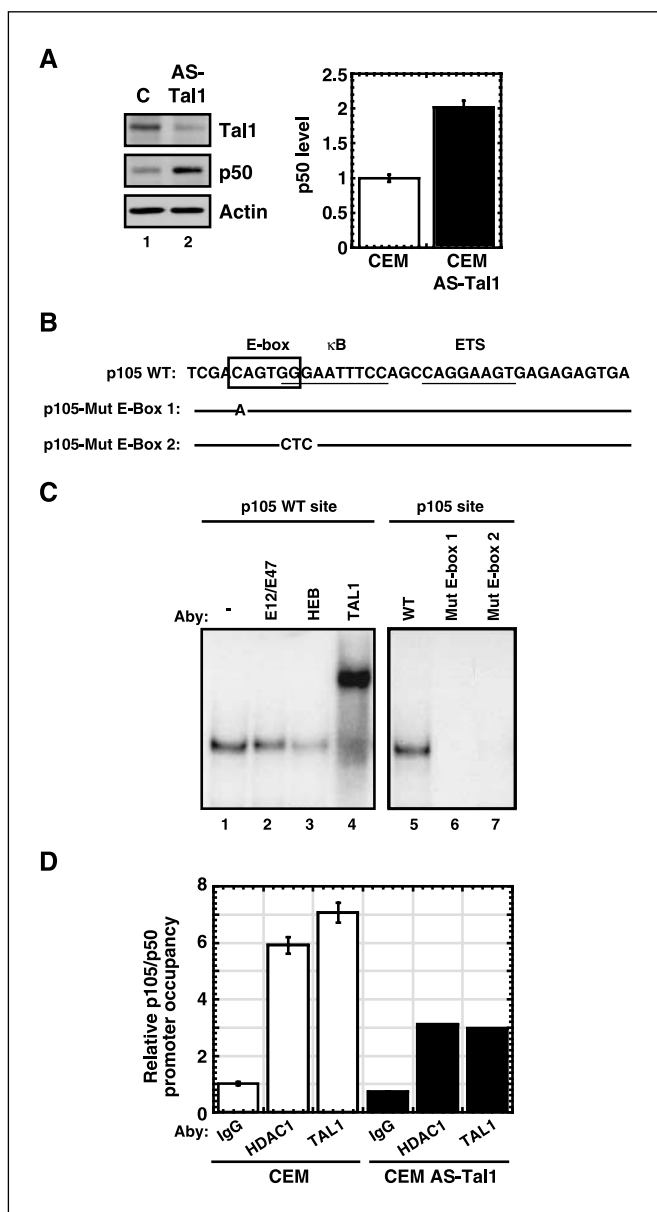 A
C
AS-
Tal1
Tal1
p50
Actin
1 2
p50 level
2.5
2
1.5
1
0.5
0
CEM
CEM
AS-Tal1
B
E-box κB ETS
p105 WT: TCGACAGTGGGAATTTCCAGCCAGGAAGTGAGAGAGTGA
p105-Mut E-Box 1: A
p105-Mut E-Box 2: CTC
C
p105 WT site
p105 site
Aby: - E12/E47 HEB TAL1
WT Mut E-box 1 Mut E-box 2
1 2 3 4 5 6 7
D
Relative p105/p50
promoter occupancy
8
6
4
2
0
Aby: IgG HDAC1 TAL1 IgG HDAC1 TAL1
CEM CEM AS-Tal1